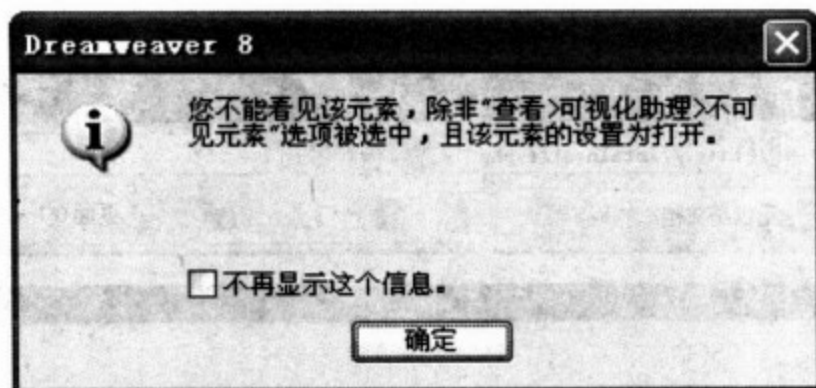 Dreamweaver 8
您不能看见该元素，除非"查看>可视化助理>不可
见元素"选项被选中，且该元素的设置为打开。
不再显示这个信息。
确定